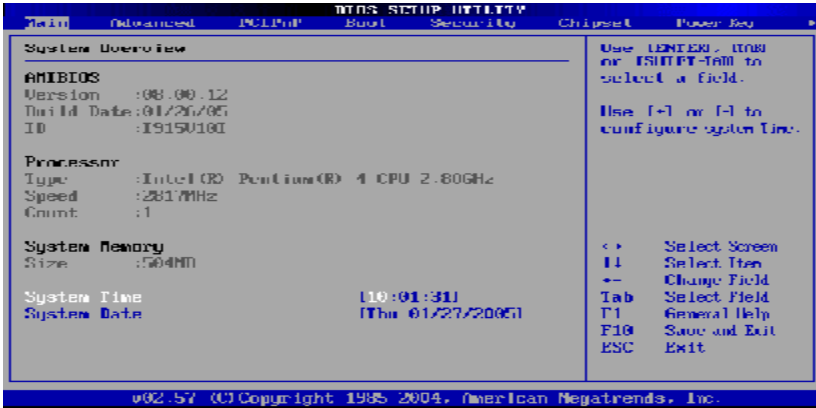 BIOS SETUP UTILITY
Main Advanced PCIPnP Boot Security Chipset Power Key
System Overview
AMIBIOS
Version :08.00.12
Build Date:01/26/05
ID :I915V10I
Processor
Type :Intel(R) Pentium(R) 4 CPU 2.80GHz
Speed :2817MHz
Count :1
System Memory
Size :504MB
System Time [10:01:31]
System Date [Thu 01/27/2005]
Use [ENTER], [TAB]
or [SHIFT-TAB] to
select a field.
Use [+] or [-] to
configure system time.
Select Screen
↑↓ Select Item
+- Change Field
Tab Select Field
F1 General Help
F10 Save and Exit
ESC Exit
v02.57 (C)Copyright 1985 2004, American Megatrends, Inc.